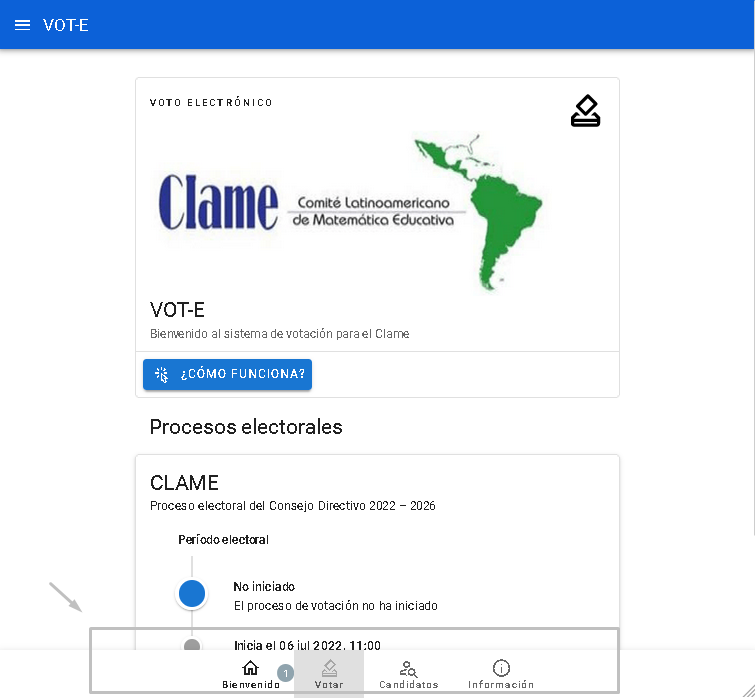 VOT-E
VOTO ELECTRÓNICO
Clame
Comité Latinoamericano
de Matemática Educativa
VOT-E
Bienvenido al sistema de votación para el Clame
¿CÓMO FUNCIONA?
Procesos electorales
CLAME
Proceso electoral del Consejo Directivo 2022 – 2026
Período electoral
No iniciado
El proceso de votación no ha iniciado
Inicia el 06 jul 2022, 11:00
1
Bienvenido Votar Candidatos Información